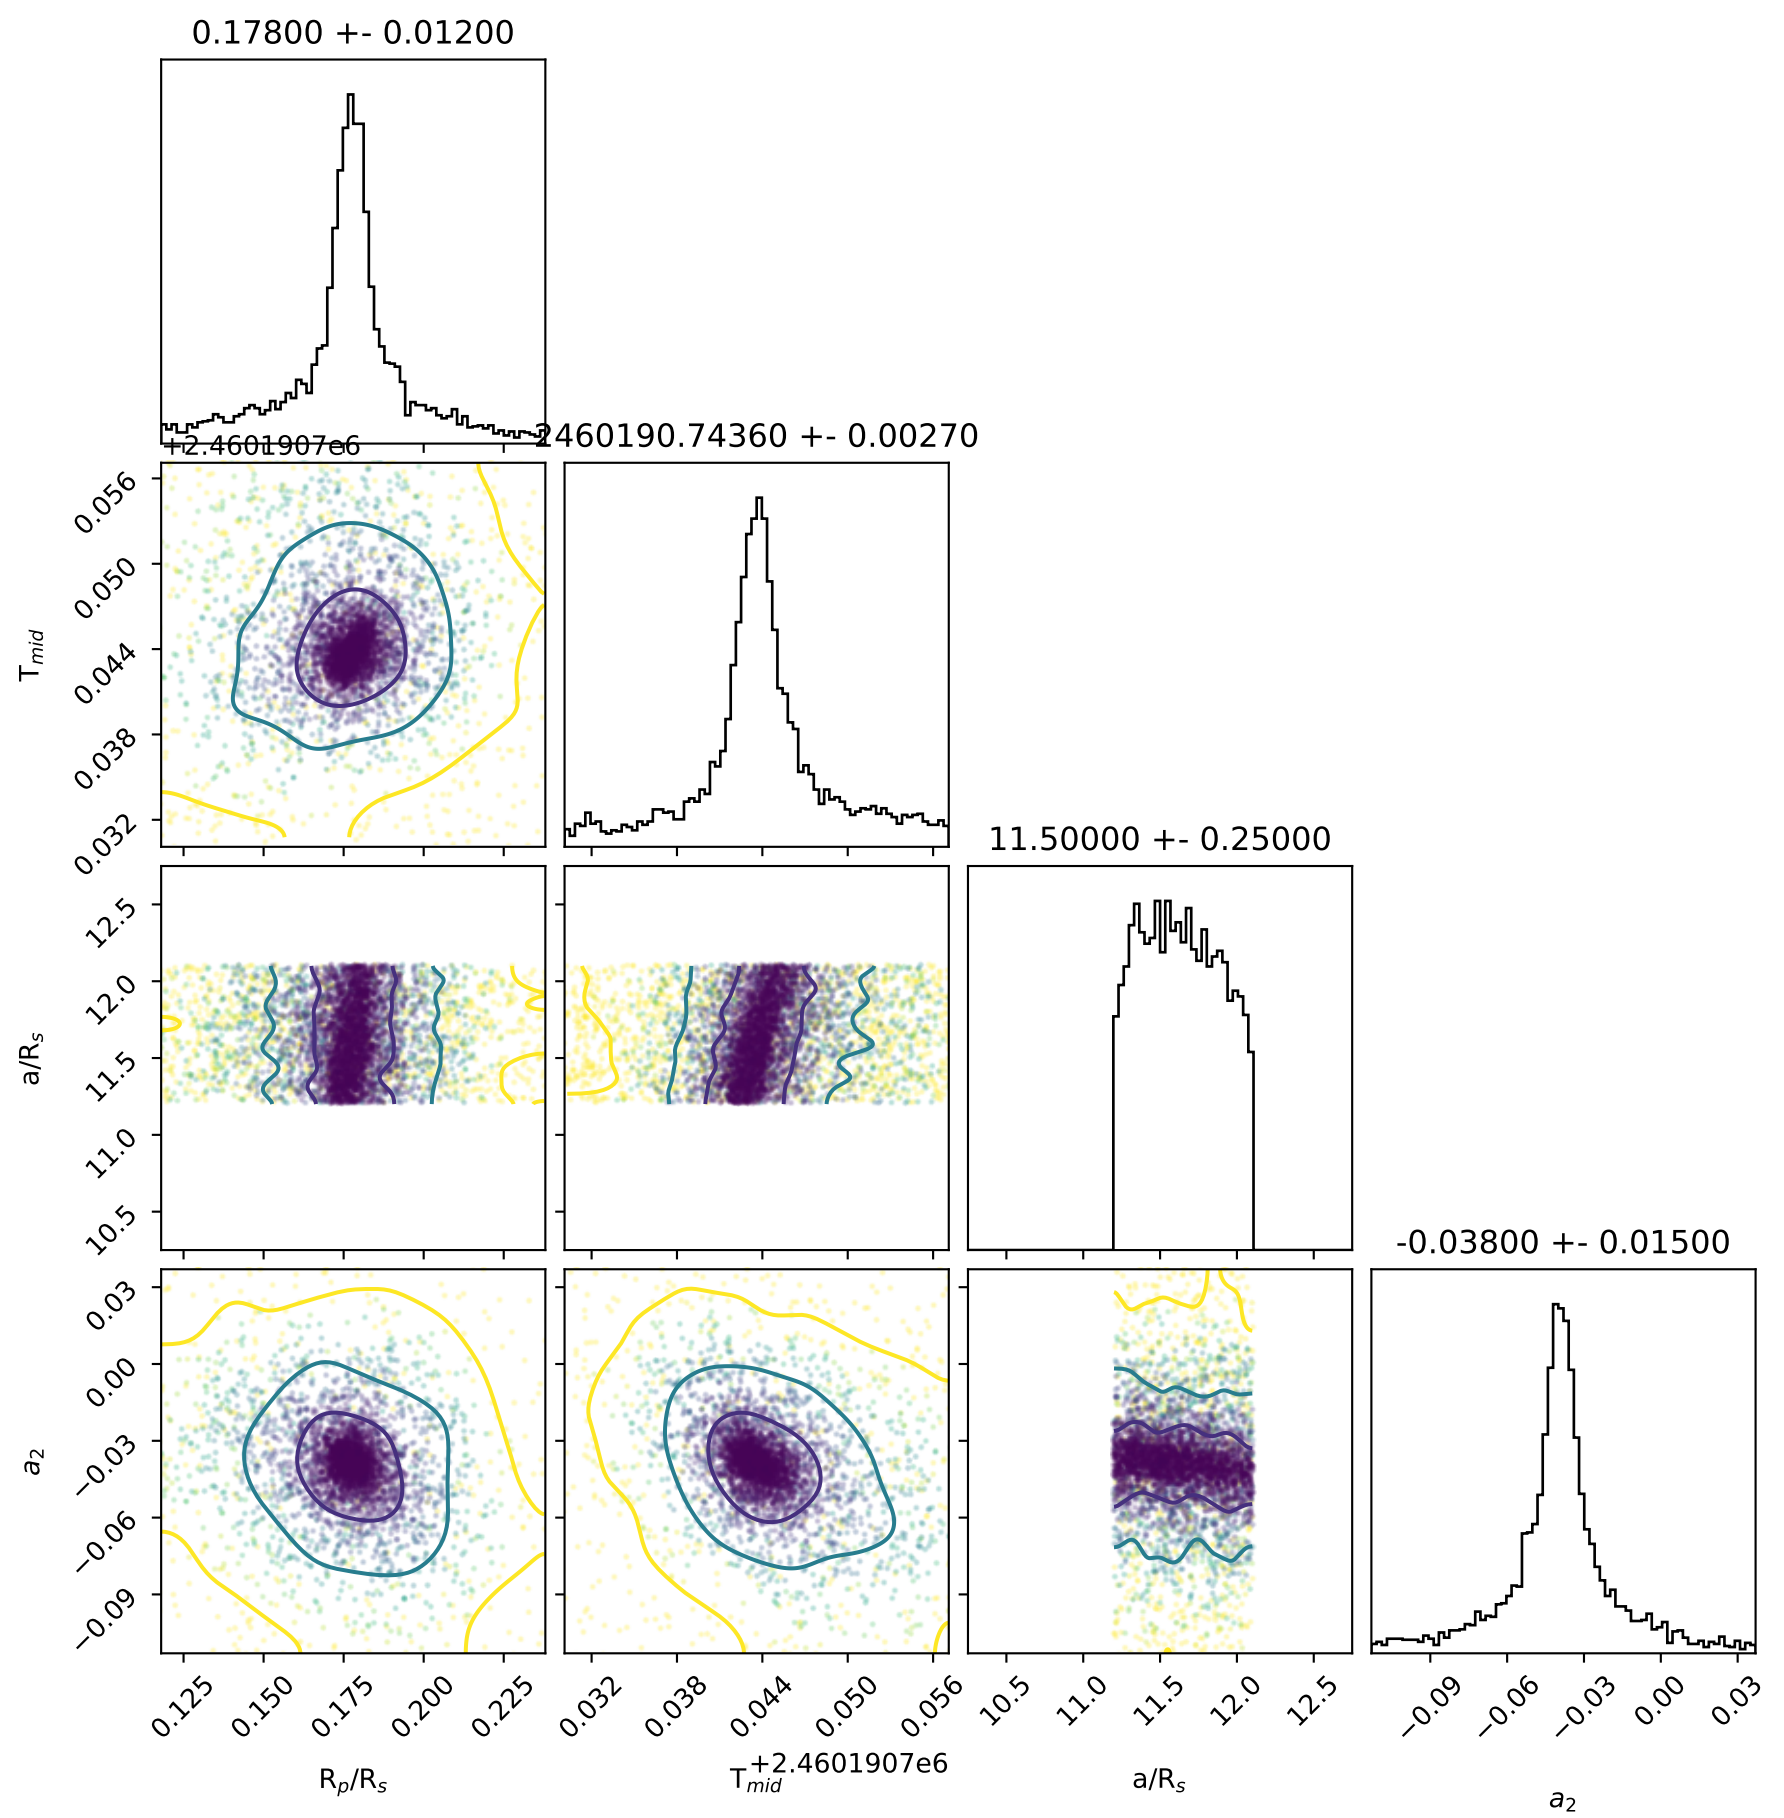 0.17800 +- 0.01200
+2.4601907e6
2460190.74360 +- 0.00270
T_mid
0.056
0.050
0.044
0.038
0.032
11.50000 +- 0.25000
a/R_s
12.5
12.0
11.5
11.0
10.5
-0.03800 +- 0.01500
a_2
0.03
0.00
−0.03
−0.06
−0.09
0.125 0.150 0.175 0.200 0.225
0.032 0.038 0.044 0.050 0.056
10.5 11.0 11.5 12.0 12.5
−0.09 −0.06 −0.03 0.00 0.03
+2.4601907e6
R_p/R_s
T_mid
a/R_s
a_2